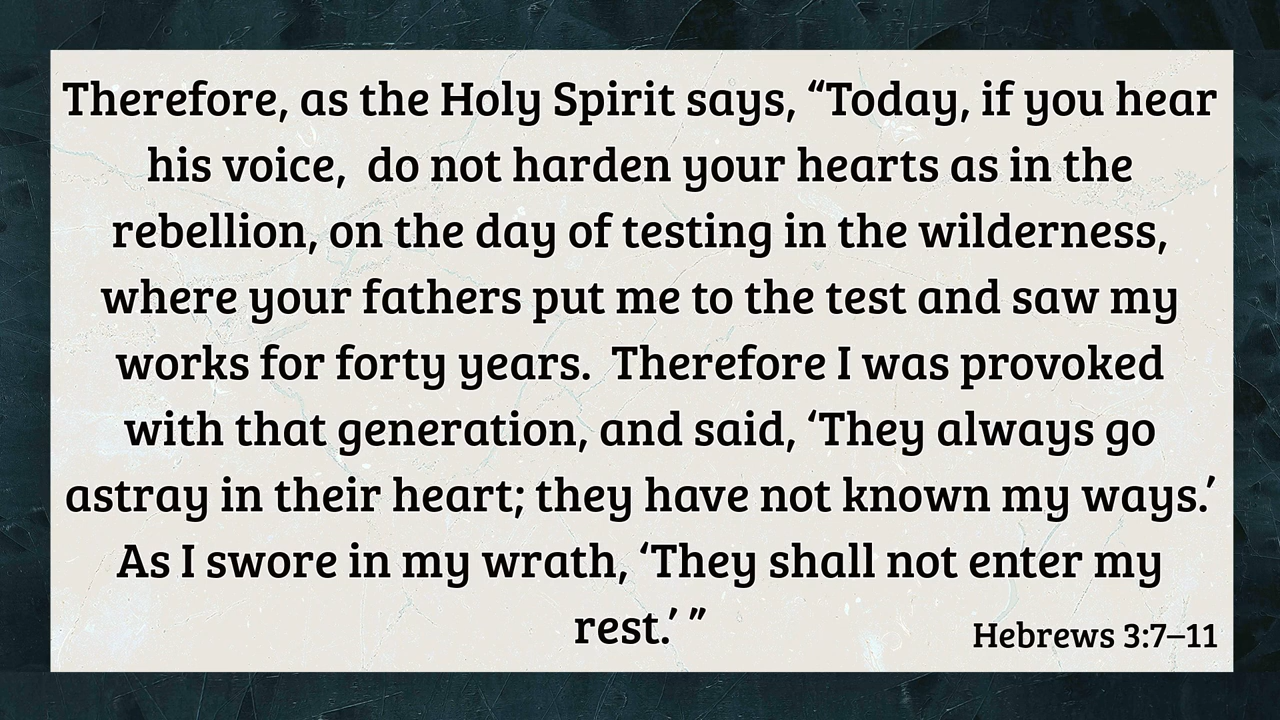 Therefore, as the Holy Spirit says, “Today, if you hear
his voice,  do not harden your hearts as in the
rebellion, on the day of testing in the wilderness,
where your fathers put me to the test and saw my
works for forty years.  Therefore I was provoked
with that generation, and said, ‘They always go
astray in their heart; they have not known my ways.’
As I swore in my wrath, ‘They shall not enter my
rest.’ ”
Hebrews 3:7–11